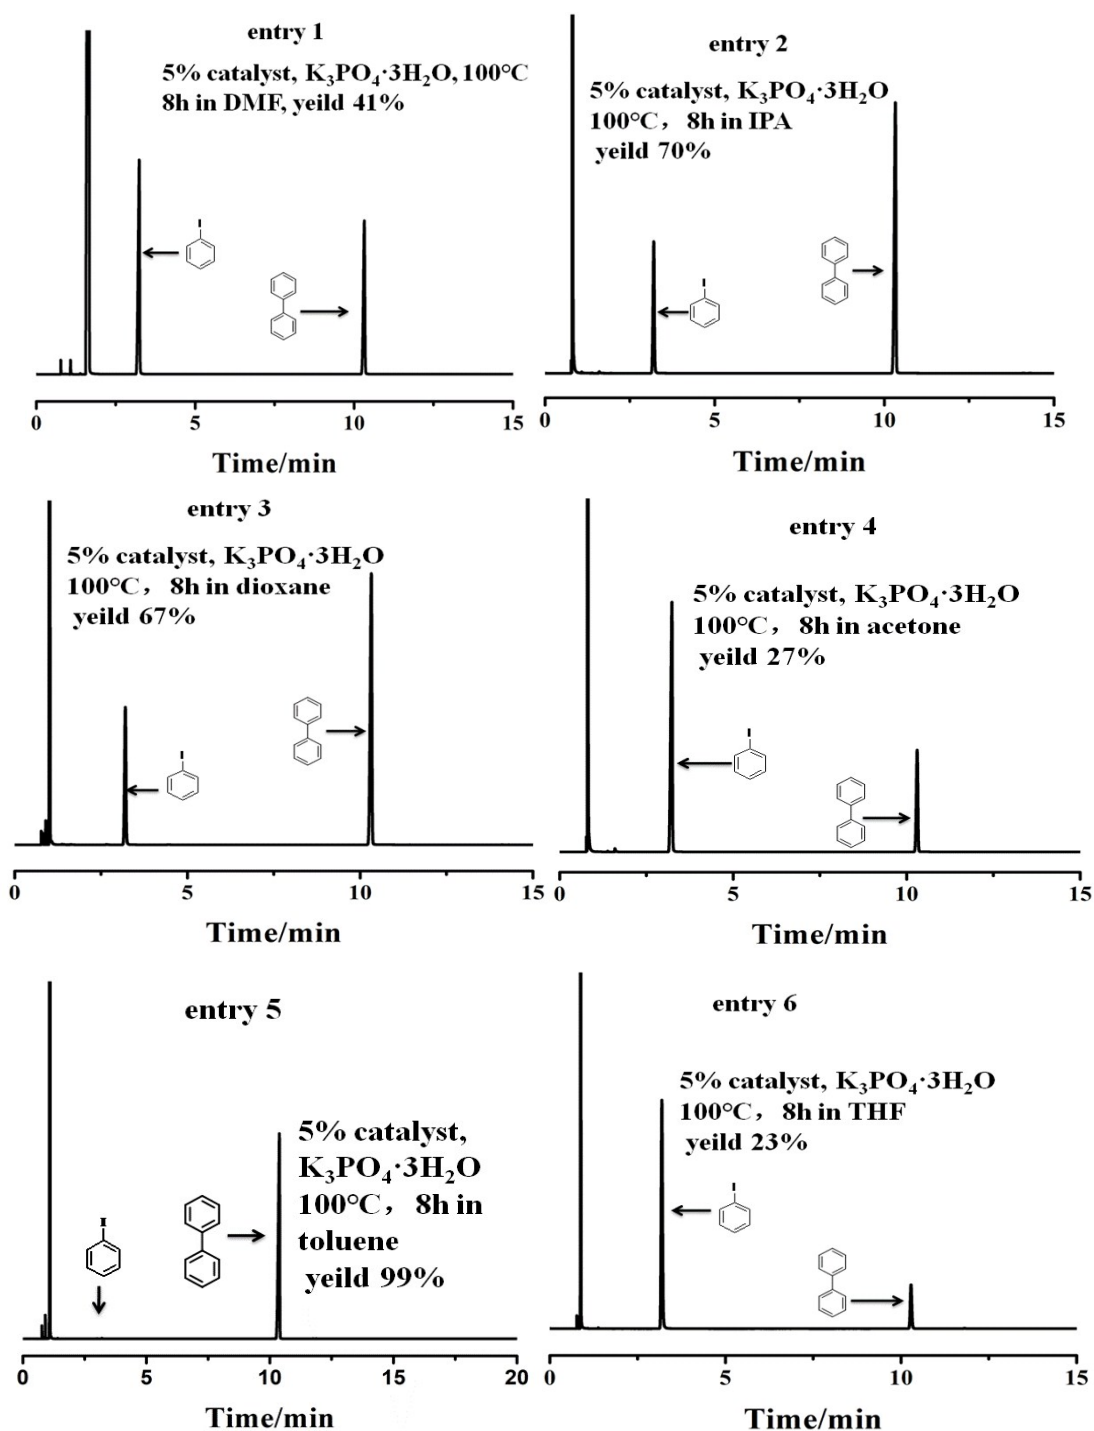 entry 1
5% catalyst, K₃PO₄·3H₂O, 100°C
8h in DMF, yeild 41%
I
0 5 10 15
Time/min
entry 2
5% catalyst, K₃PO₄·3H₂O
100°C, 8h in IPA
yeild 70%
I
0 5 10 15
Time/min
entry 3
5% catalyst, K₃PO₄·3H₂O
100°C, 8h in dioxane
yeild 67%
I
0 5 10 15
Time/min
entry 4
5% catalyst, K₃PO₄·3H₂O
100°C, 8h in acetone
yeild 27%
I
0 5 10 15
Time/min
entry 5
5% catalyst,
K₃PO₄·3H₂O
100°C, 8h in
toluene
yeild 99%
I
0 5 10 15 20
Time/min
entry 6
5% catalyst, K₃PO₄·3H₂O
100°C, 8h in THF
yeild 23%
I
0 5 10 15
Time/min